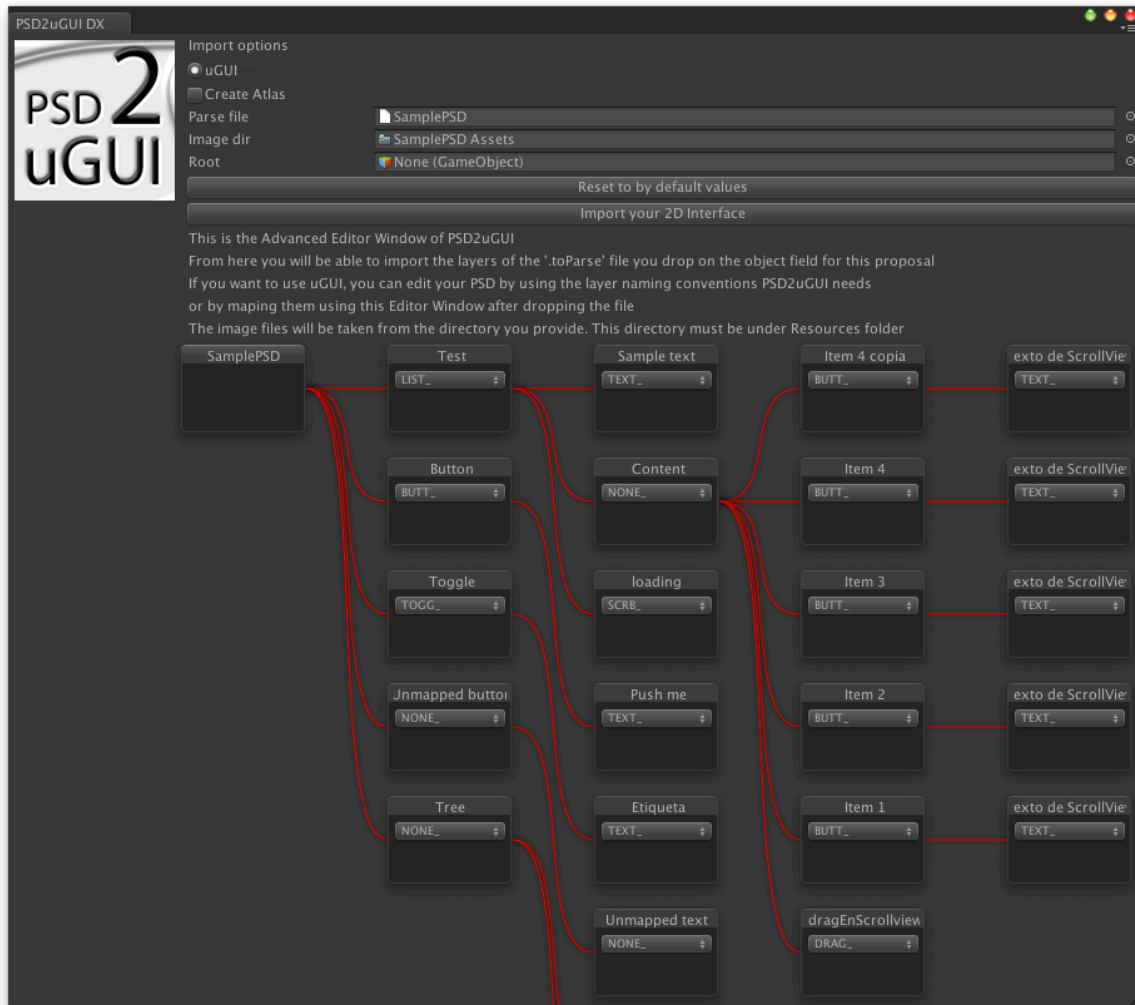 PSD2uGUI DX
PSD 2
uGUI
Import options
uGUI
Create Atlas
Parse file SamplePSD
Image dir SamplePSD Assets
Root None (GameObject)
Reset to by default values
Import your 2D Interface
This is the Advanced Editor Window of PSD2uGUI
From here you will be able to import the layers of the '.toParse' file you drop on the object field for this proposal
If you want to use uGUI, you can edit your PSD by using the layer naming conventions PSD2uGUI needs
or by maping them using this Editor Window after dropping the file
The image files will be taken from the directory you provide. This directory must be under Resources folder
SamplePSD Test Sample text Item 4 copia exto de ScrollVie
LIST_ TEXT_ BUTT_ TEXT_
Button Content Item 4 exto de ScrollVie
BUTT_ NONE_ BUTT_ TEXT_
Toggle loading Item 3 exto de ScrollVie
TOGG_ SCRB_ BUTT_ TEXT_
Unmapped button Push me Item 2 exto de ScrollVie
NONE_ TEXT_ BUTT_ TEXT_
Tree Etiqueta Item 1 exto de ScrollVie
NONE_ TEXT_ BUTT_ TEXT_
Unmapped text dragEnScrollview
NONE_ DRAG_